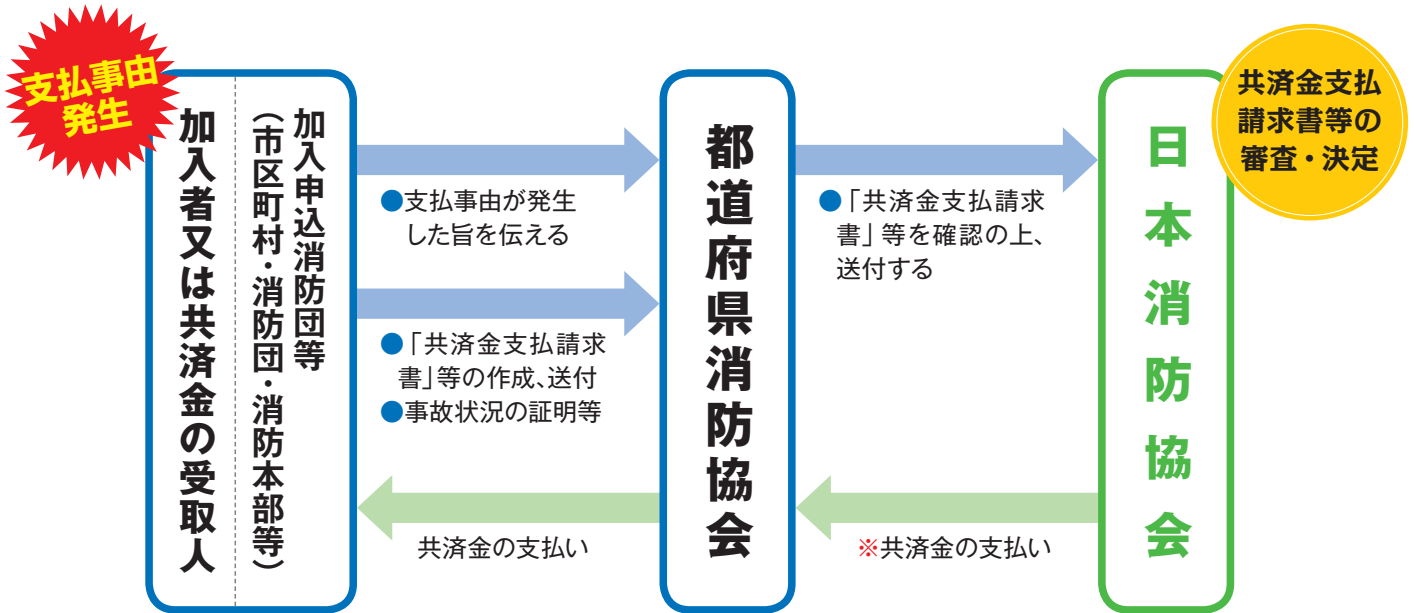 支払事由
発生
加入者又は共済金の受取人
加入申込消防団等
（市区町村・消防団・消防本部等）
●支払事由が発生
した旨を伝える
●「共済金支払請求
書」等の作成、送付
●事故状況の証明等
共済金の支払い
都道府県消防協会
●「共済金支払請求
書」等を確認の上、
送付する
※共済金の支払い
日本消防協会
共済金支払
請求書等の
審査・決定